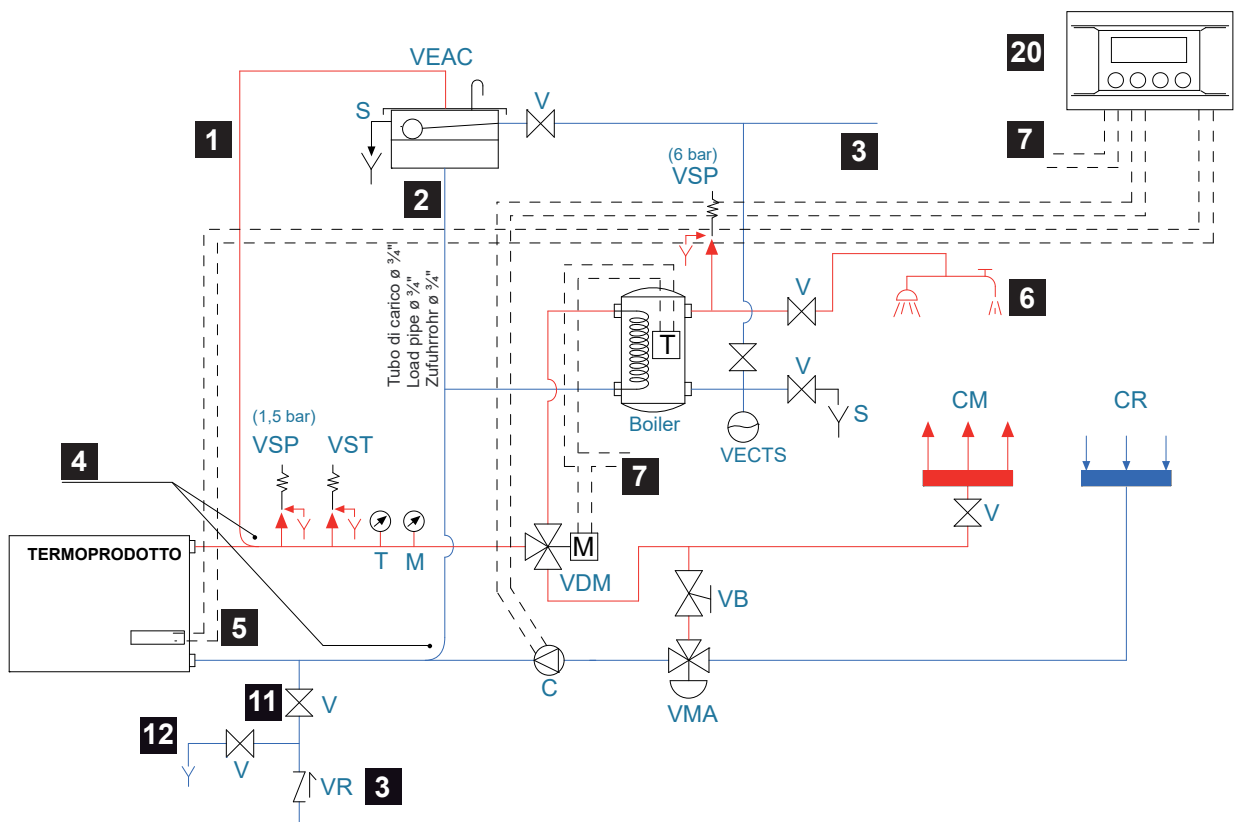 VEAC
20
S
V
1
3
7
(6 bar)
VSP
2
Tubo di carico ø ¾"
Load pipe ø ¾"
Zufuhrrohr ø ¾"
V
6
T
(1,5 bar)
VSP
VST
Boiler
V
S
CM
CR
4
VECTS
7
V
TERMOPRODOTTO
T
M
M
VDM
VB
5
C
VMA
11
V
12
V
VR
3